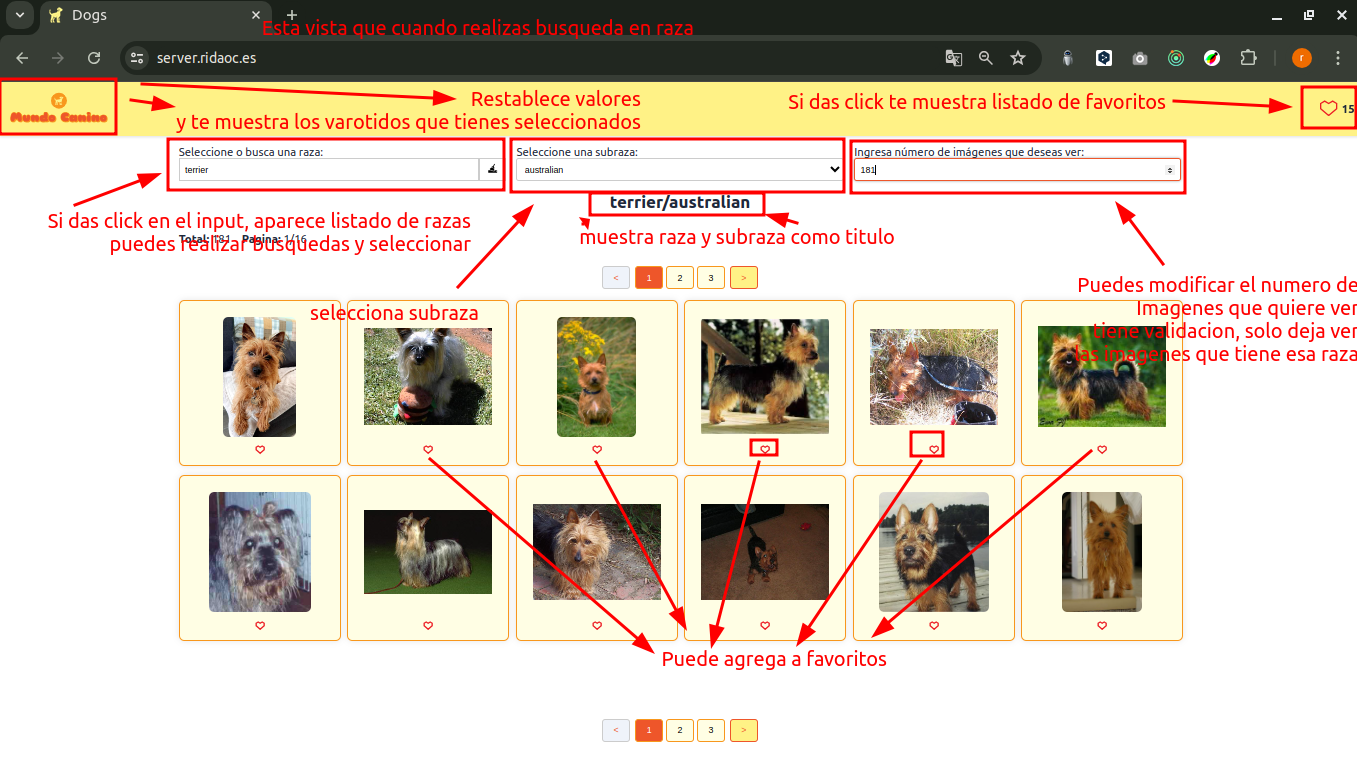 Dogs
Esta vista que cuando realizas busqueda en raza
server.ridaoc.es
r
Mundo Canino
Restablece valores
y te muestra los varotidos que tienes seleccionados
Si das click te muestra listado de favoritos
15
Seleccione o busca una raza:
Seleccione una subraza:
Ingresa número de imágenes que deseas ver:
terrier
australian
181
terrier/australian
Si das click en el input, aparece listado de razas
puedes realizar busquedas y seleccionar
muestra raza y subraza como titulo
Total: 181 Pagina: 1/16
< 1 2 3 >
selecciona subraza
Puedes modificar el numero de
Imagenes que quiere ver
tiene validacion, solo deja ver
las imagenes que tiene esa raza
Puede agrega a favoritos
< 1 2 3 >